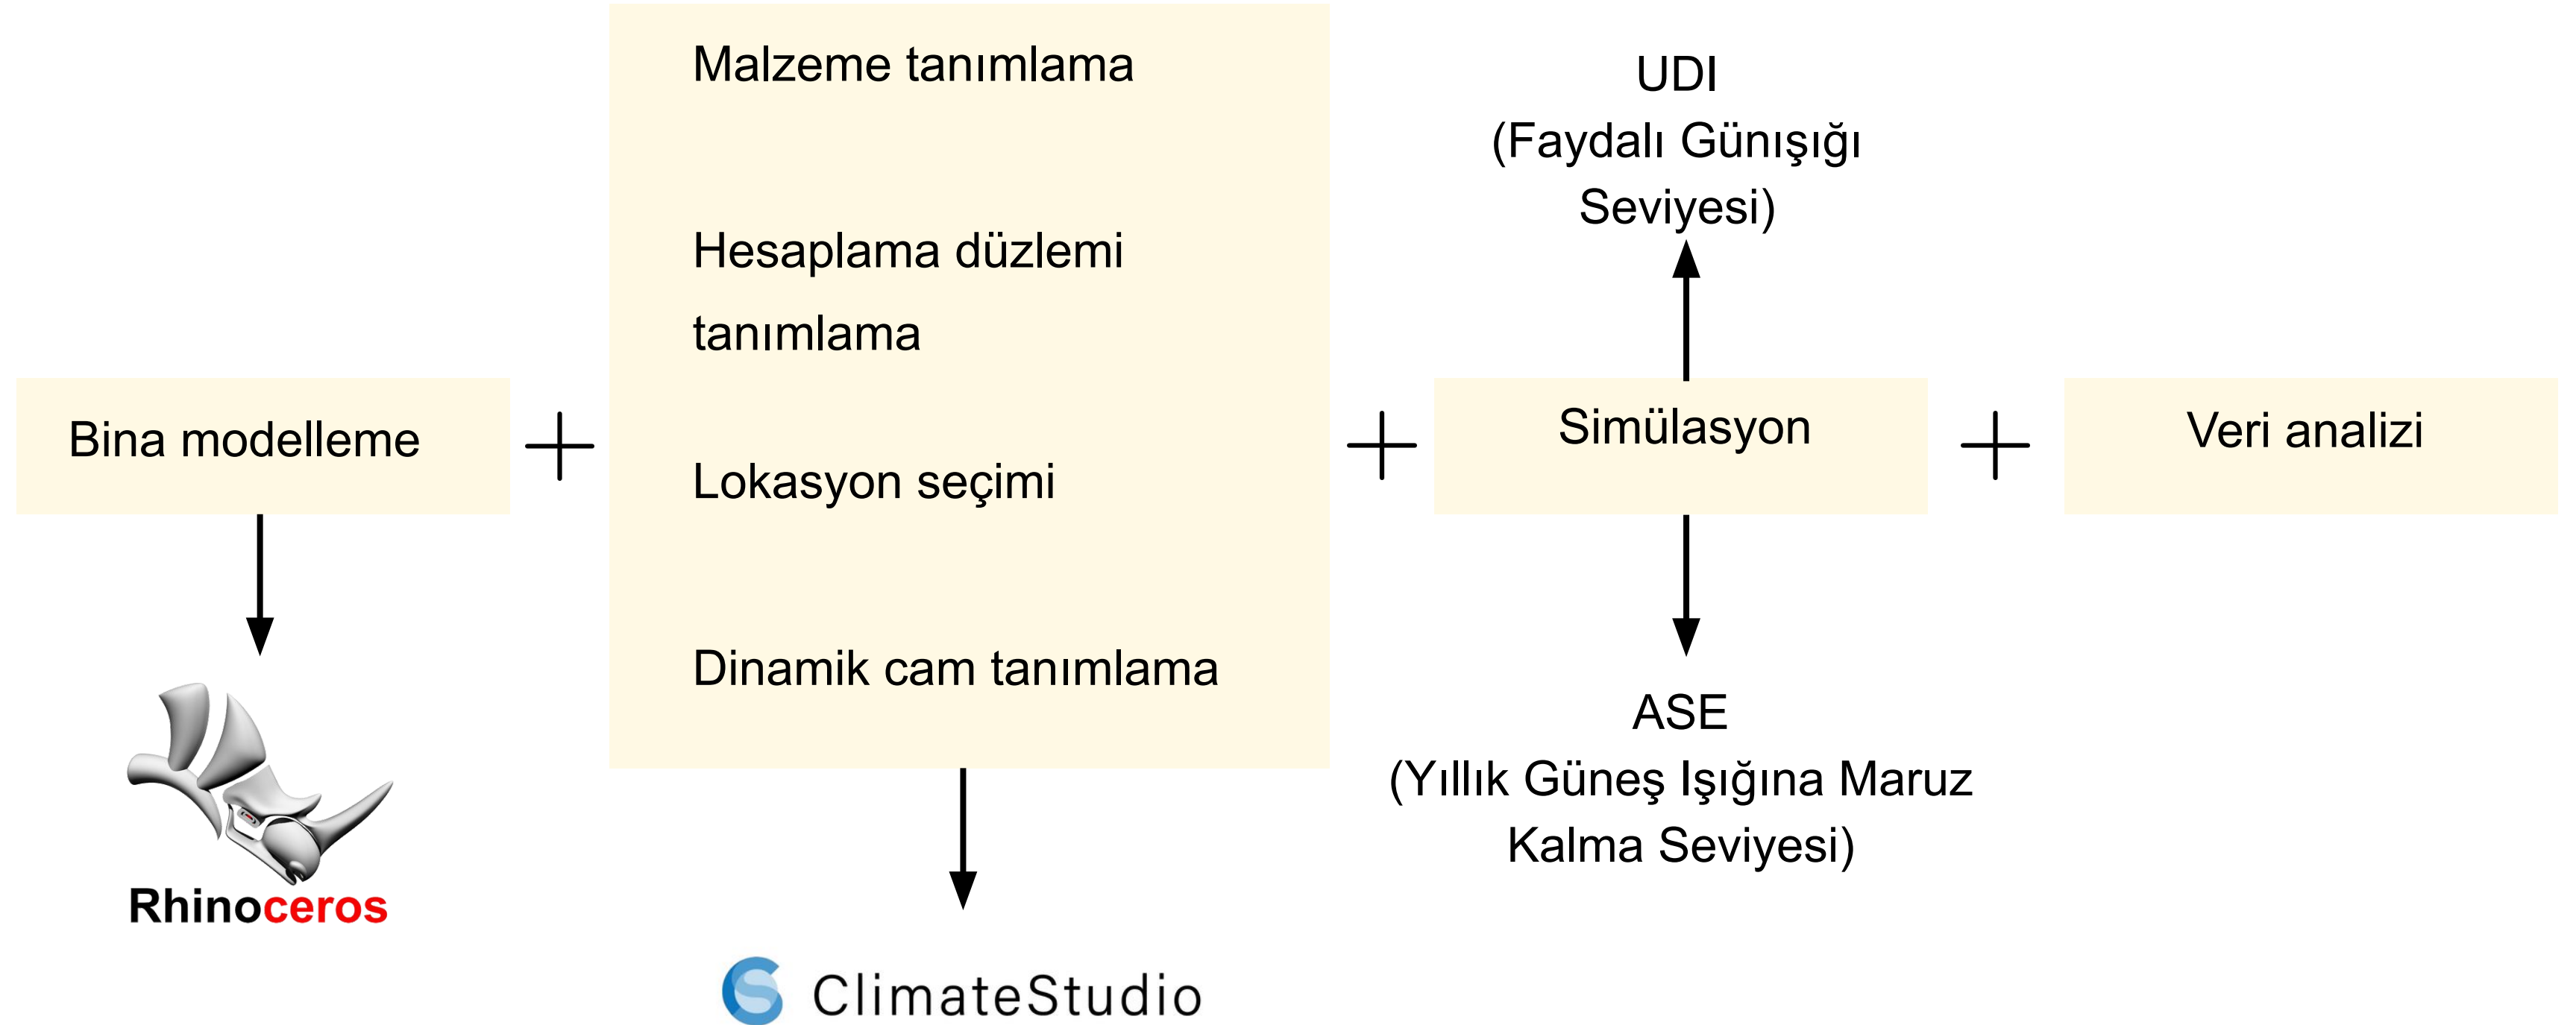 Bina modelleme
Rhinoceros
Malzeme tanımlama
Hesaplama düzlemi
tanımlama
Lokasyon seçimi
Dinamik cam tanımlama
ClimateStudio
UDI
(Faydalı Günışığı
Seviyesi)
Simülasyon
ASE
(Yıllık Güneş Işığına Maruz
Kalma Seviyesi)
Veri analizi